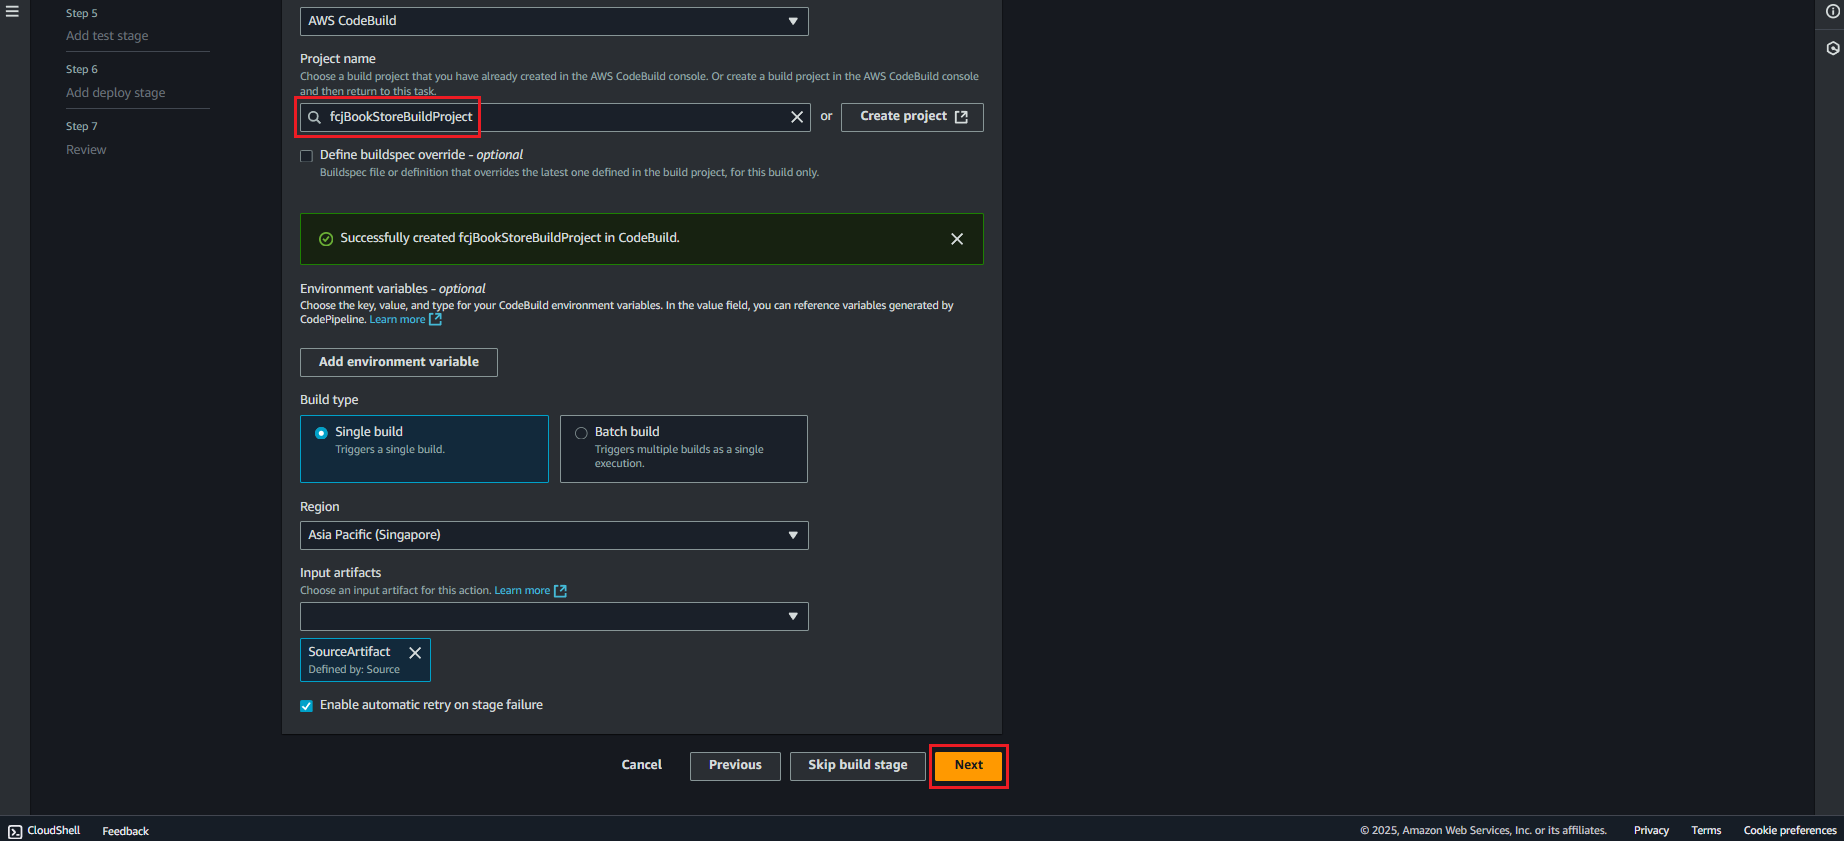 Step 5
Add test stage
Step 6
Add deploy stage
Step 7
Review
AWS CodeBuild
Project name
Choose a build project that you have already created in the AWS CodeBuild console. Or create a build project in the AWS CodeBuild console
and then return to this task.
fcjBookStoreBuildProject
or
Create project
Define buildspec override - optional
Buildspec file or definition that overrides the latest one defined in the build project, for this build only.
Successfully created fcjBookStoreBuildProject in CodeBuild.
Environment variables - optional
Choose the key, value, and type for your CodeBuild environment variables. In the value field, you can reference variables generated by
CodePipeline. Learn more
Add environment variable
Build type
Single build
Triggers a single build.
Batch build
Triggers multiple builds as a single
execution.
Region
Asia Pacific (Singapore)
Input artifacts
Choose an input artifact for this action. Learn more
SourceArtifact
Defined by: Source
Enable automatic retry on stage failure
Cancel
Previous
Skip build stage
Next
CloudShell
Feedback
© 2025, Amazon Web Services, Inc. or its affiliates.
Privacy
Terms
Cookie preferences